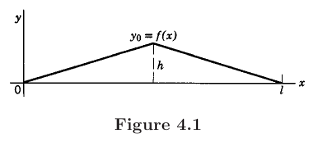 y
y₀ = f(x)
h
0
l
x
Figure 4.1